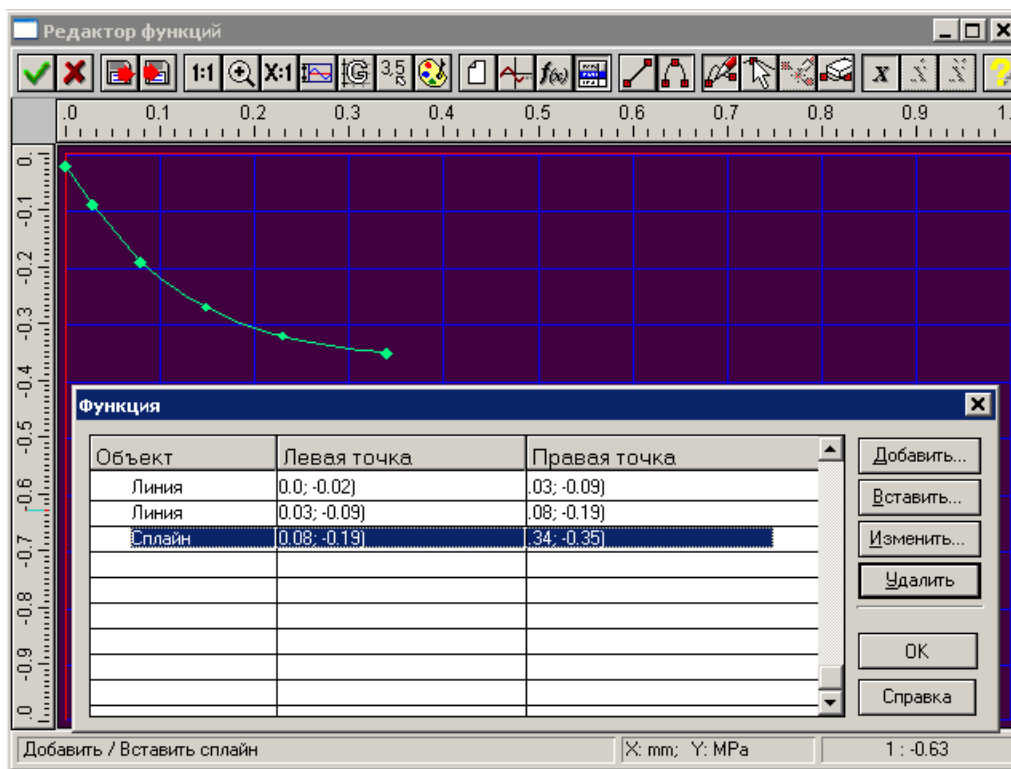 Редактор функций
1:1 X:1 3,5 f(x) x ẋ ẍ ?
.0 0.1 0.2 0.3 0.4 0.5 0.6 0.7 0.8 0.9 1.
0.
-0.1
-0.2
-0.3
-0.4
-0.5
-0.6
-0.7
-0.8
-0.9
.0
Функция
Объект Левая точка Правая точка
Линия 0.0; -0.02) .03; -0.09)
Линия 0.03; -0.09) .08; -0.19)
Сплайн 0.08; -0.19) .34; -0.35)
Добавить...
Вставить...
Изменить...
Удалить
OK
Справка
Добавить / Вставить сплайн X: mm; Y: MPa 1 : -0.63